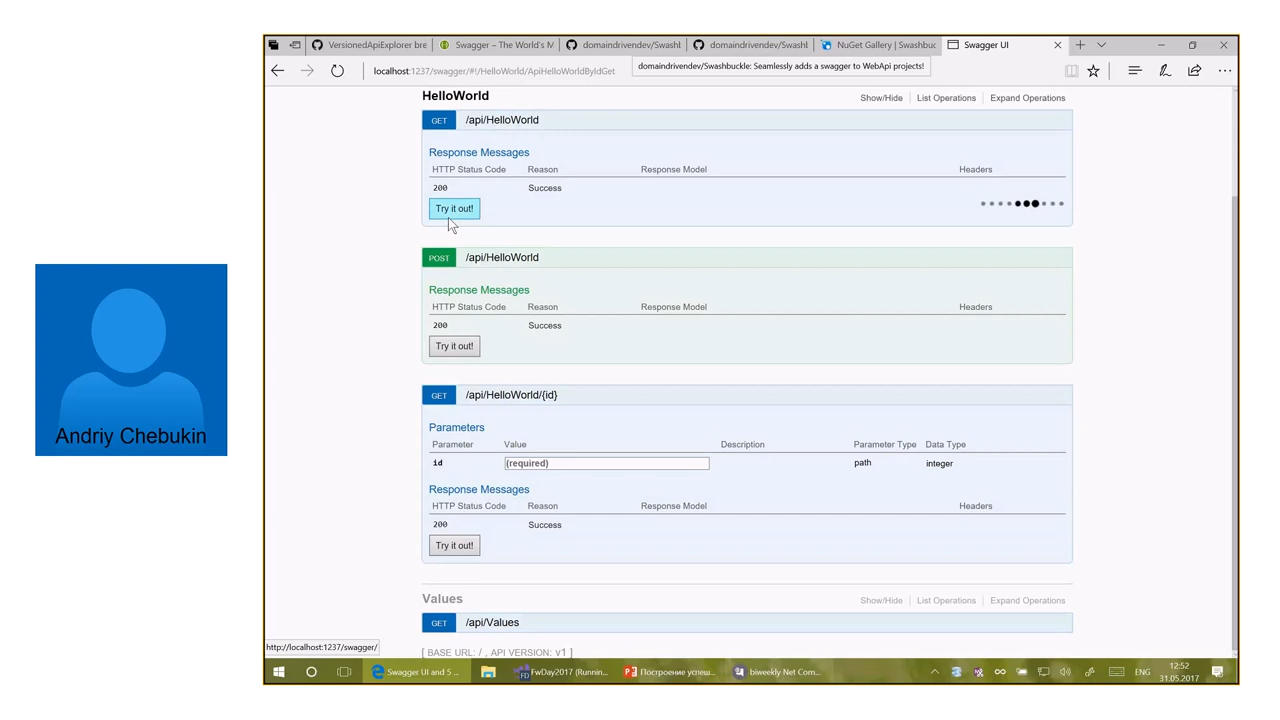 VersionedApiExplorer bre
Swagger – The World's M
domaindrivendev/Swashl
domaindrivendev/Swashl
NuGet Gallery | Swashbuc
Swagger UI
localhost:1237/swagger/#!/HelloWorld/ApiHelloWorldByIdGet
domaindrivendev/Swashbuckle: Seamlessly adds a swagger to WebApi projects!
HelloWorld
Show/Hide | List Operations | Expand Operations
GET /api/HelloWorld
Response Messages
HTTP Status Code Reason Response Model Headers
200 Success
Try it out!
POST /api/HelloWorld
Response Messages
HTTP Status Code Reason Response Model Headers
200 Success
Try it out!
GET /api/HelloWorld/{id}
Parameters
Parameter Value Description Parameter Type Data Type
id (required) path integer
Response Messages
HTTP Status Code Reason Response Model Headers
200 Success
Try it out!
Values
Show/Hide | List Operations | Expand Operations
GET /api/Values
http://localhost:1237/swagger/
[ BASE URL: / , API VERSION: v1 ]
Swagger UI and 5 ...
FwDay2017 (Runnin...
Построение успеш...
biweekly Net Com...
ENG
12:52
31.05.2017
Andriy Chebukin